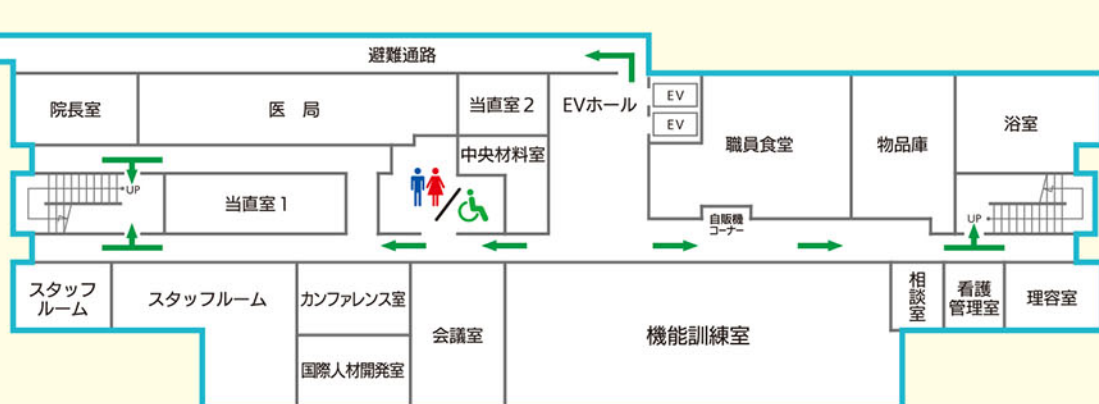 避難通路
院長室
医 局
当直室2
EVホール
EV
EV
職員食堂
物品庫
浴室
中央材料室
UP
当直室1
自販機
コーナー
UP
スタッフ
ルーム
スタッフルーム
カンファレンス室
国際人材開発室
会議室
機能訓練室
相談室
看護
管理室
理容室